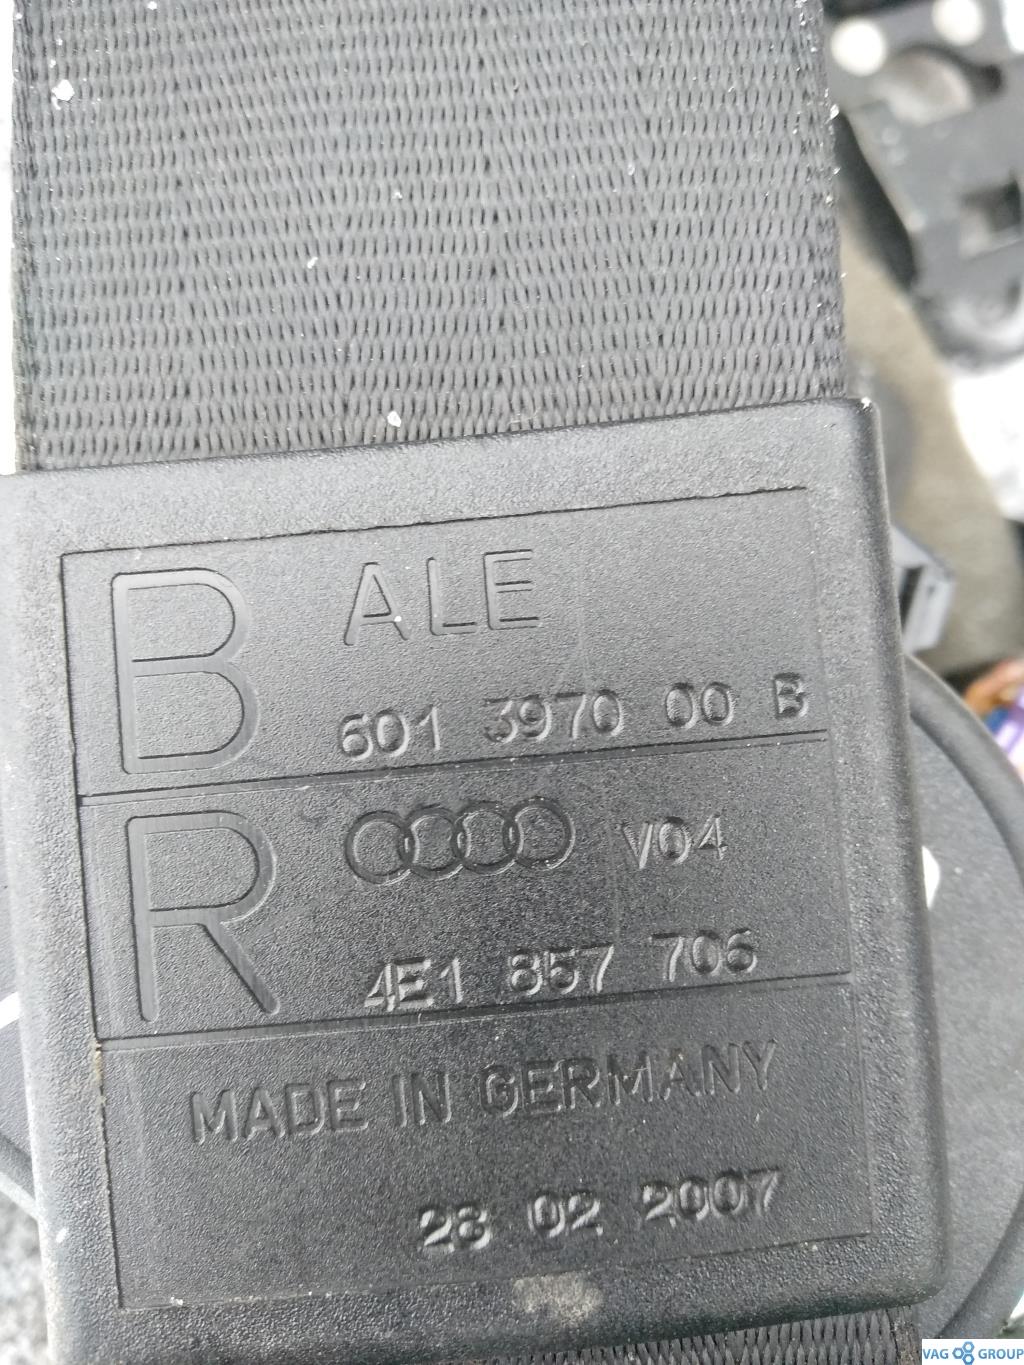 B ALE
601 3970 00 B
R V04
4E1 857 706
MADE IN GERMANY
28 02 2007
VAG GROUP